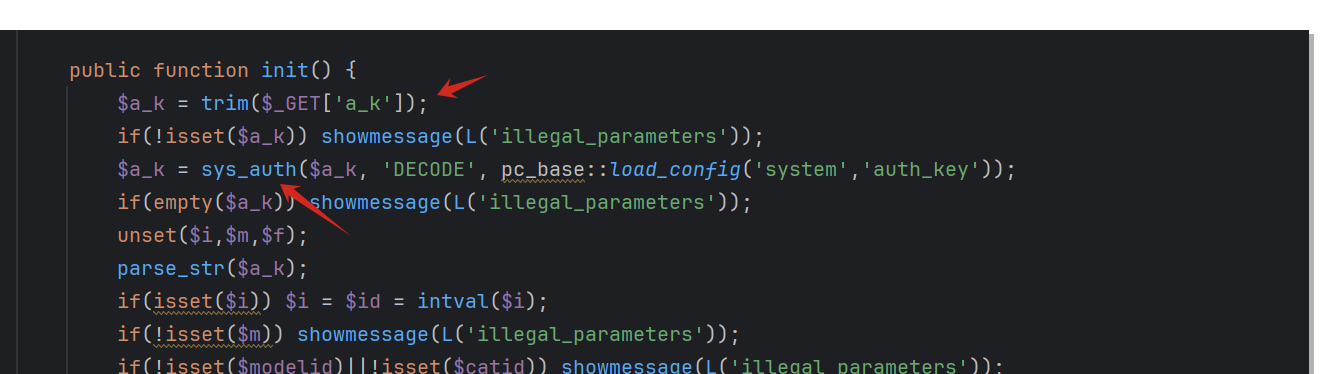 public function init() {
$a_k = trim($_GET['a_k']);
if(!isset($a_k)) showmessage(L('illegal_parameters'));
$a_k = sys_auth($a_k, 'DECODE', pc_base::load_config('system','auth_key'));
if(empty($a_k)) showmessage(L('illegal_parameters'));
unset($i,$m,$f);
parse_str($a_k);
if(isset($i)) $i = $id = intval($i);
if(!isset($m)) showmessage(L('illegal_parameters'));
if(!isset($modelid)||!isset($catid)) showmessage(L('illegal_parameters'));